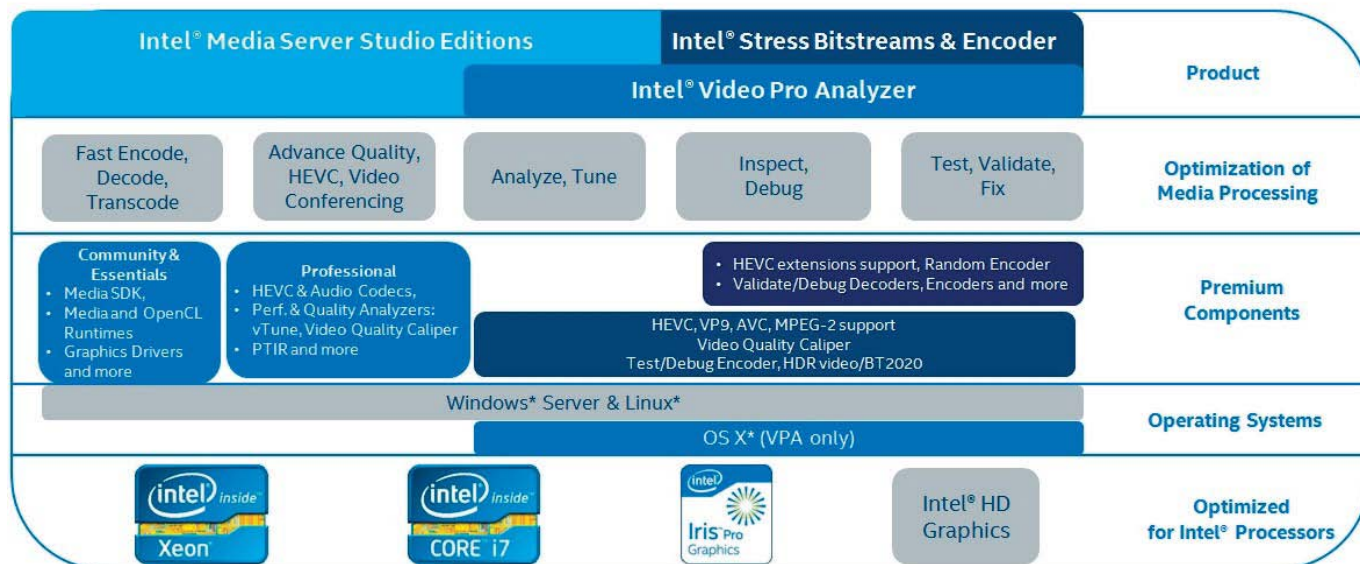 Intel® Media Server Studio Editions
Intel® Stress Bitstreams & Encoder
Intel® Video Pro Analyzer
Product
Fast Encode,
Decode,
Transcode
Advance Quality,
HEVC, Video
Conferencing
Analyze, Tune
Inspect,
Debug
Test, Validate,
Fix
Optimization of
Media Processing
Community &
Essentials
• Media SDK,
• Media and OpenCL
Runtimes
• Graphics Drivers
and more
Professional
• HEVC & Audio Codecs,
• Perf. & Quality Analyzers:
vTune, Video Quality Caliper
• PTIR and more
• HEVC extensions support, Random Encoder
• Validate/Debug Decoders, Encoders and more
HEVC, VP9, AVC, MPEG-2 support
Video Quality Caliper
Test/Debug Encoder, HDR video/BT2020
Premium
Components
Windows* Server & Linux*
OS X* (VPA only)
Operating Systems
intel inside™
Xeon®
intel inside™
CORE™ i7
intel
Iris™ Pro
Graphics
Intel® HD
Graphics
Optimized
for Intel® Processors